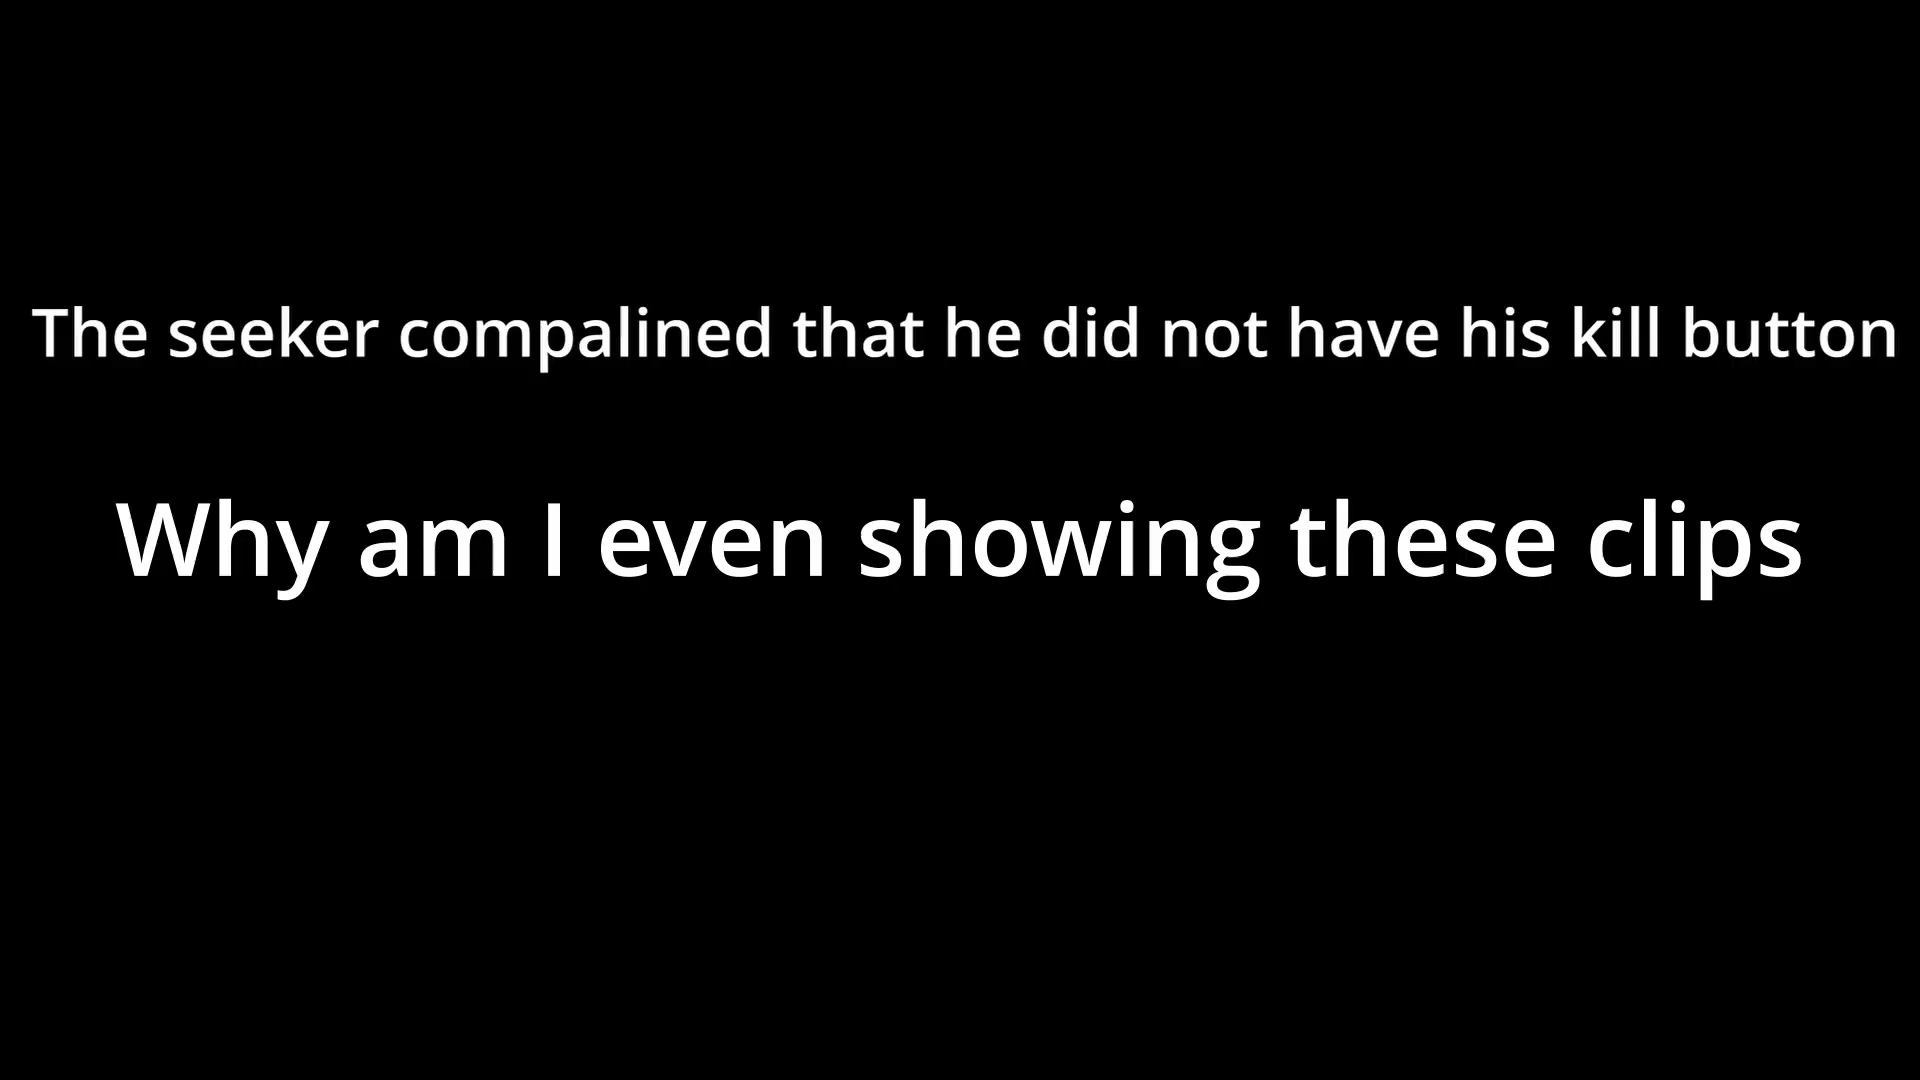 The seeker compalined that he did not have his kill button
Why am I even showing these clips